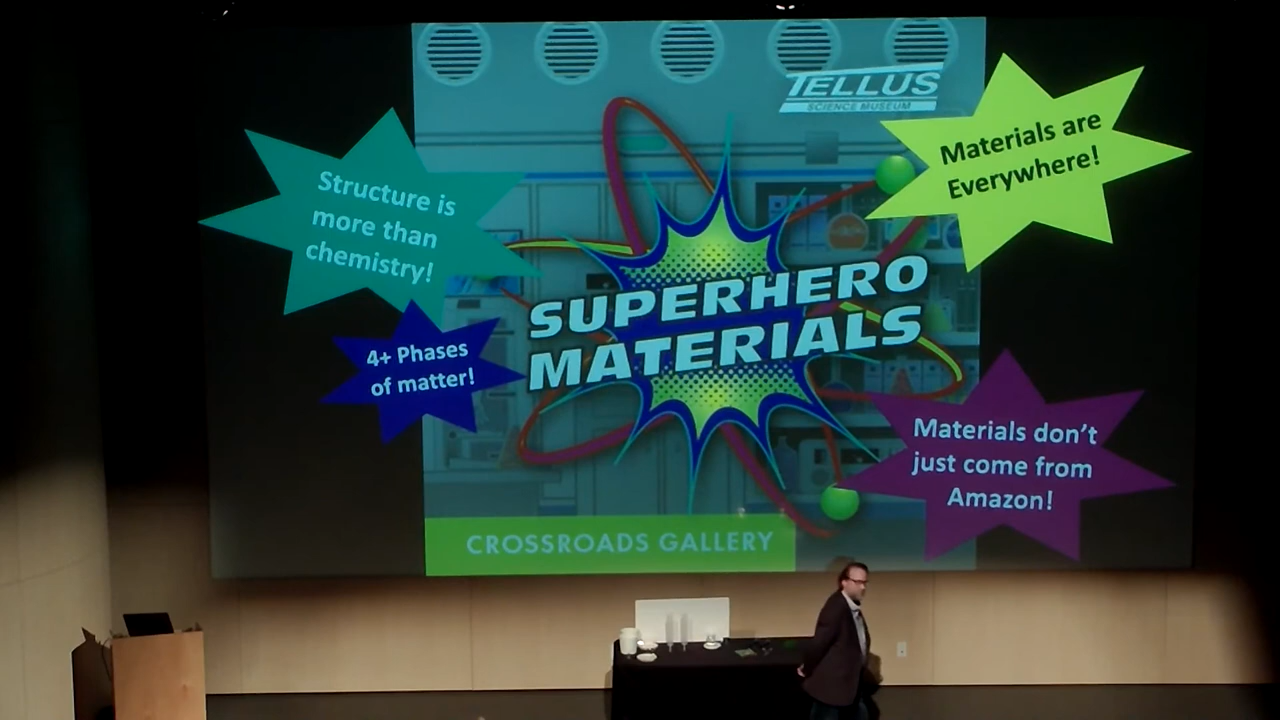 TELLUS
SCIENCE MUSEUM
Structure is
more than
chemistry!
Materials are
Everywhere!
4+ Phases
of matter!
SUPERHERO
MATERIALS
Materials don't
just come from
Amazon!
CROSSROADS GALLERY